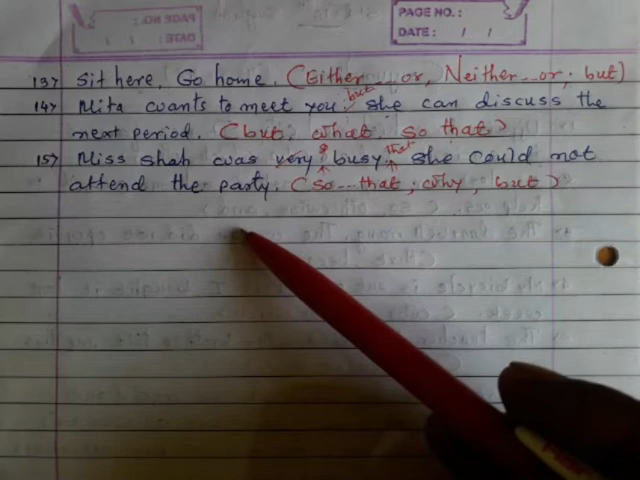 PAGE NO.:
DATE: / /
13) Sit here. Go home. (Either...or, Neither...or, but)
but
14) Mita wants to meet you. she can discuss the
next period. (but, what, so that)
that
15) Miss shah was very busy. she could not
attend the party. (so...that, why, but)